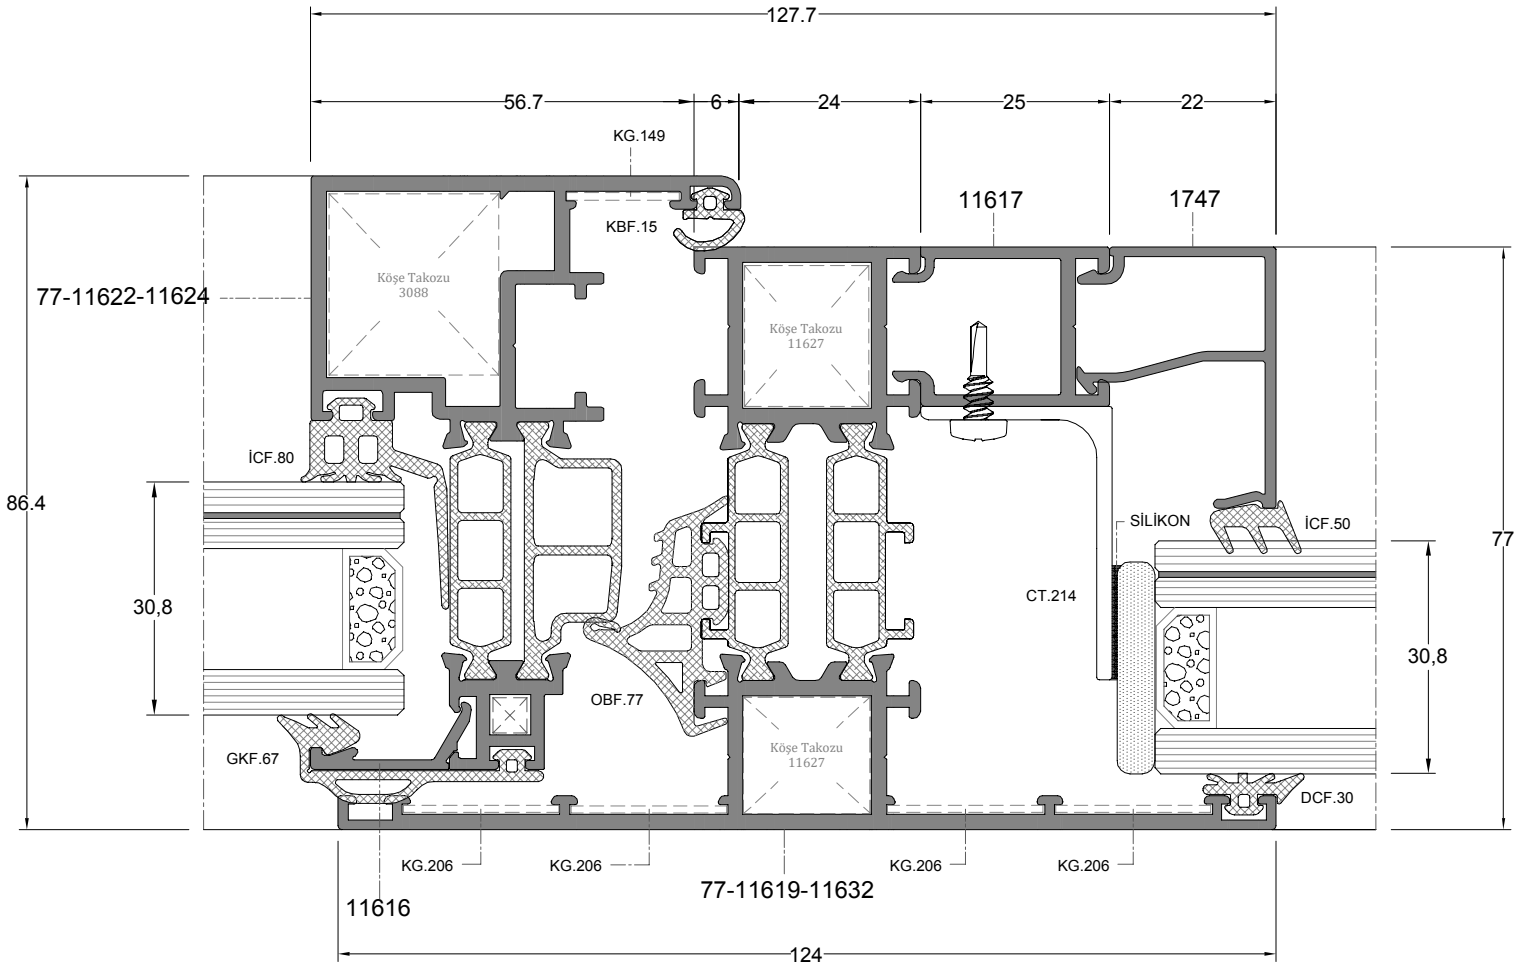 127.7
56.7
6
24
25
22
KG.149
KBF.15
11617
1747
77-11622-11624
Köşe Takozu
3088
Köşe Takozu
11627
İCF.80
86.4
SİLİKON
İCF.50
77
30,8
CT.214
30,8
OBF.77
GKF.67
Köşe Takozu
11627
DCF.30
KG.206
KG.206
KG.206
KG.206
77-11619-11632
11616
124